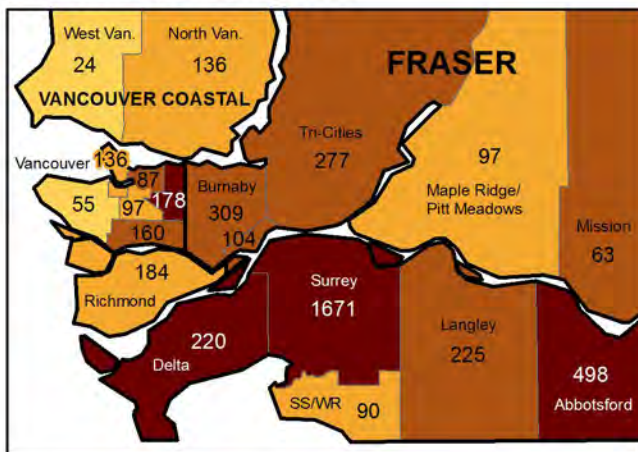 West Van.
24
North Van.
136
VANCOUVER COASTAL
FRASER
Tri-Cities
277
97
Maple Ridge/
Pitt Meadows
Mission
63
Vancouver
136
87
178
55
97
160
Burnaby
309
104
184
Richmond
220
Delta
Surrey
1671
Langley
225
498
Abbotsford
SS/WR
90